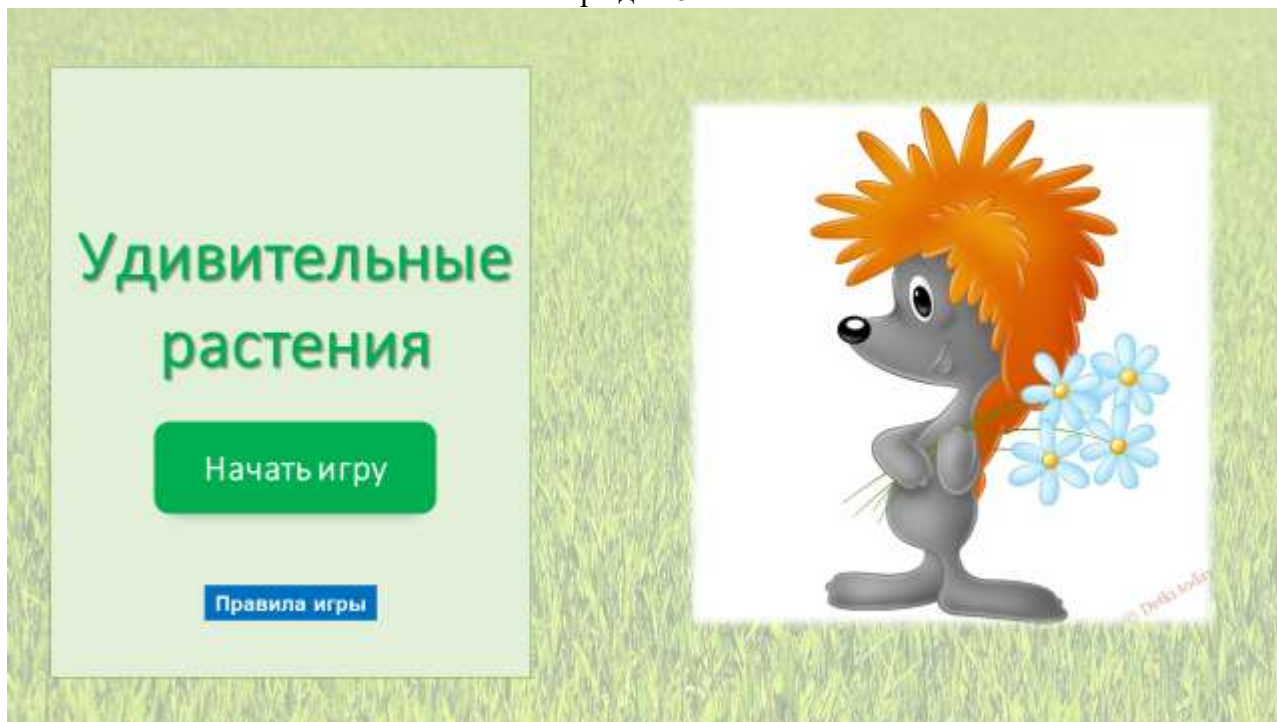 Удивительные
растения
Начать игру
Правила игры